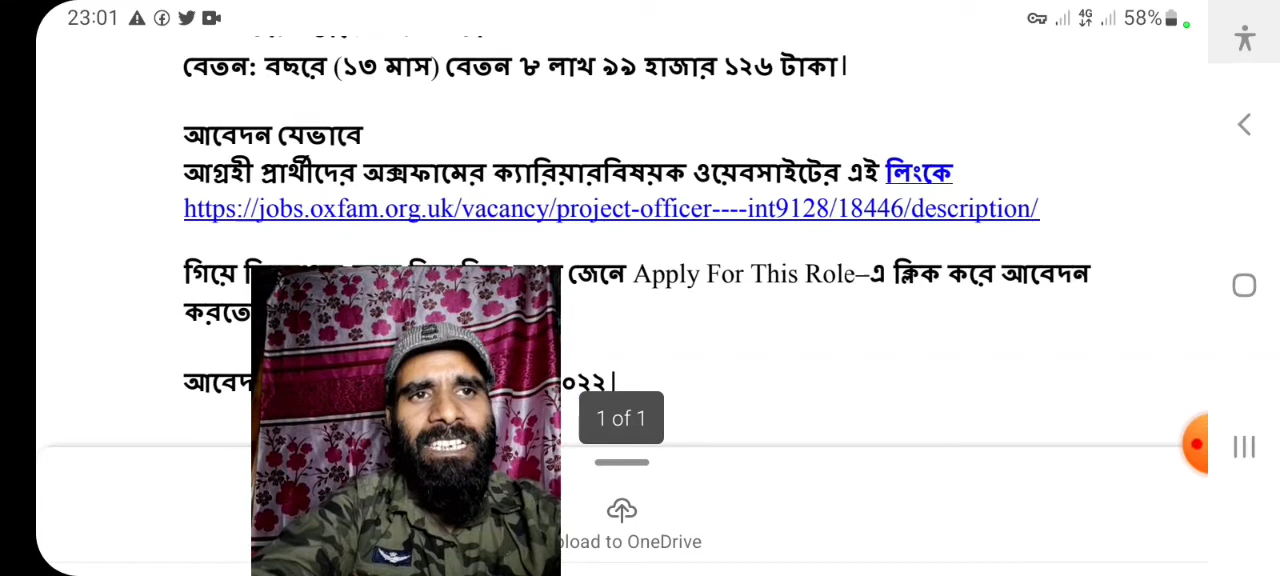 23:01
4G 58%
বেতন: বছরে (১৩ মাস) বেতন ৮ লাখ ৯৯ হাজার ১২৬ টাকা।
আবেদন যেভাবে
আগ্রহী প্রার্থীদের অক্সফামের ক্যারিয়ারবিষয়ক ওয়েবসাইটের এই লিংকে
https://jobs.oxfam.org.uk/vacancy/project-officer----int9128/18446/description/
গিয়ে জেনে Apply For This Role–এ ক্লিক করে আবেদন
করতে
আবেদ ০২২।
1 of 1
pload to OneDrive